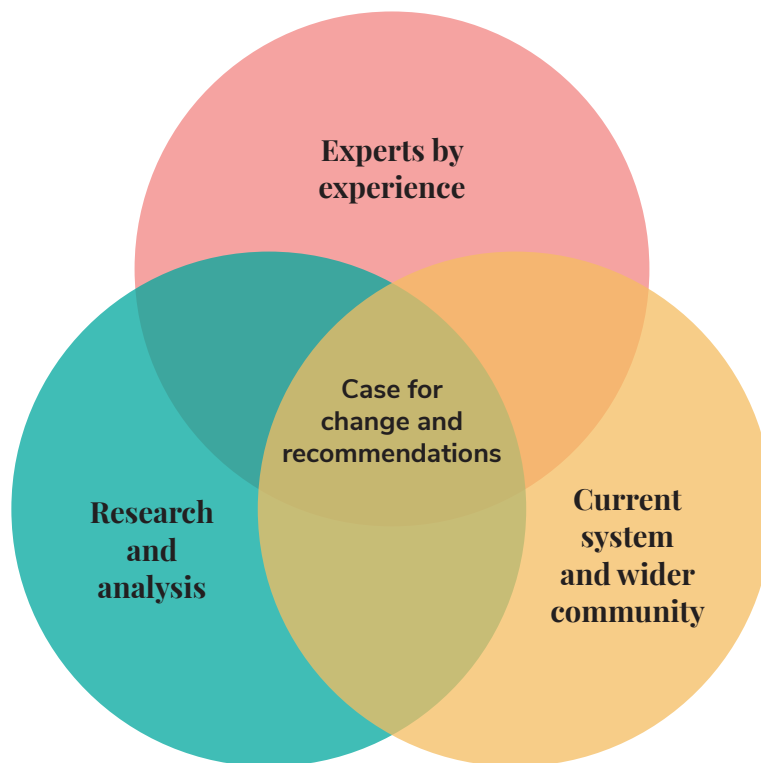 Experts by
experience
Case for
change and
recommendations
Research
and
analysis
Current
system
and wider
community